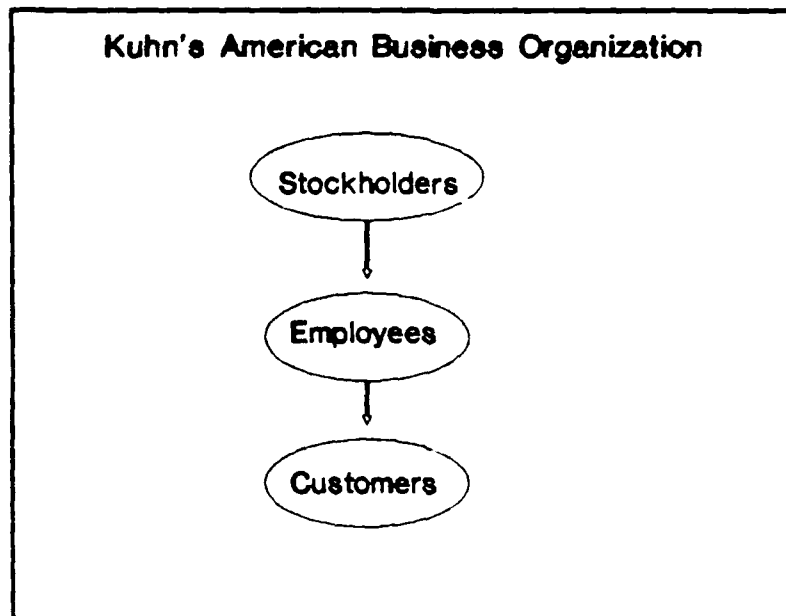 Kuhn's American Business Organization
Stockholders
Employees
Customers